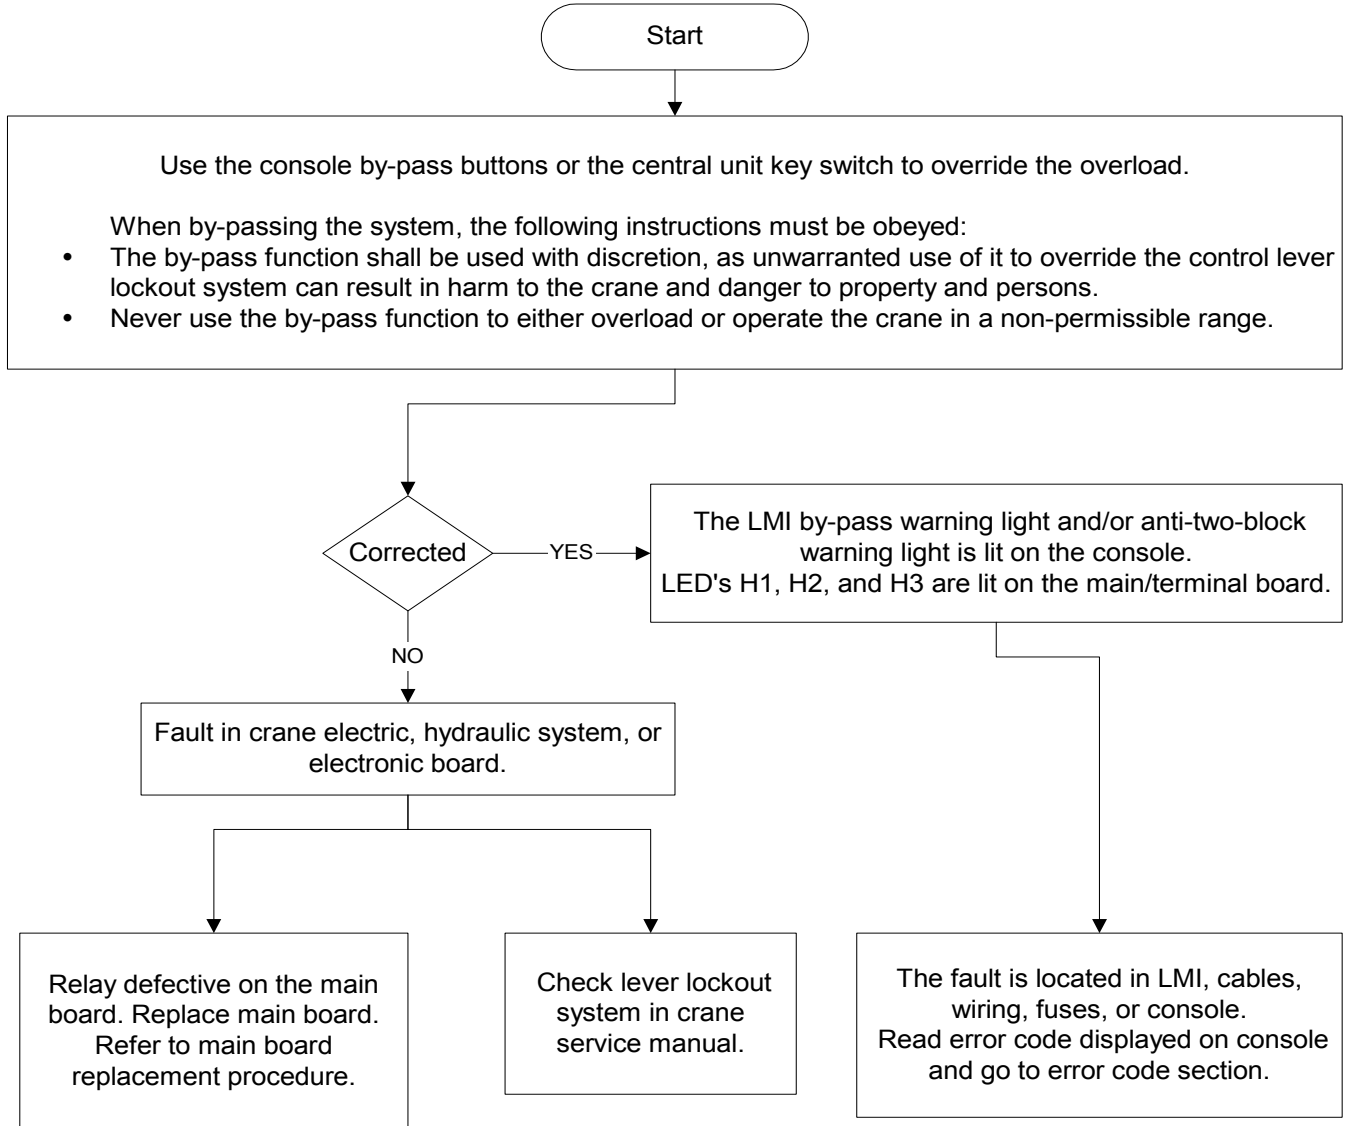 Start
Use the console by-pass buttons or the central unit key switch to override the overload.
When by-passing the system, the following instructions must be obeyed:
• The by-pass function shall be used with discretion, as unwarranted use of it to override the control lever
lockout system can result in harm to the crane and danger to property and persons.
• Never use the by-pass function to either overload or operate the crane in a non-permissible range.
Corrected
YES
The LMI by-pass warning light and/or anti-two-block
warning light is lit on the console.
LED's H1, H2, and H3 are lit on the main/terminal board.
NO
Fault in crane electric, hydraulic system, or
electronic board.
Relay defective on the main
board. Replace main board.
Refer to main board
replacement procedure.
Check lever lockout
system in crane
service manual.
The fault is located in LMI, cables,
wiring, fuses, or console.
Read error code displayed on console
and go to error code section.